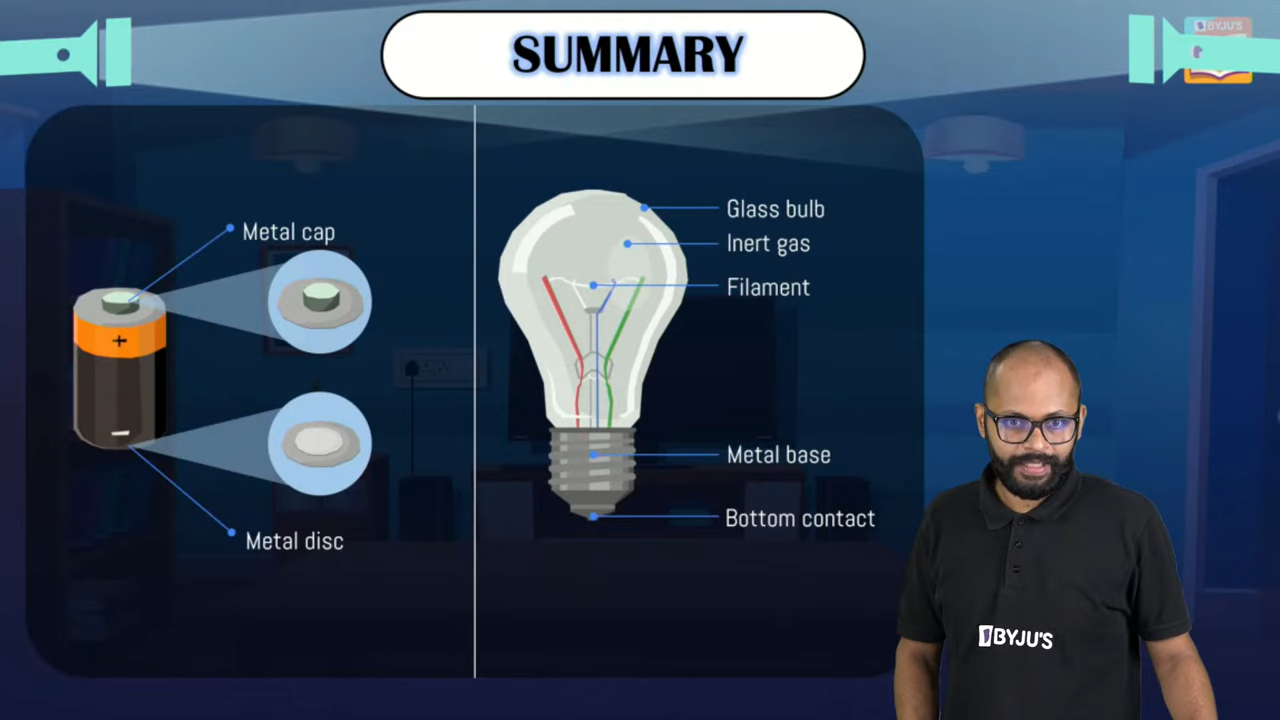 SUMMARY
BYJU'S
Metal cap
+
Metal disc
Glass bulb
Inert gas
Filament
Metal base
Bottom contact
BYJU'S